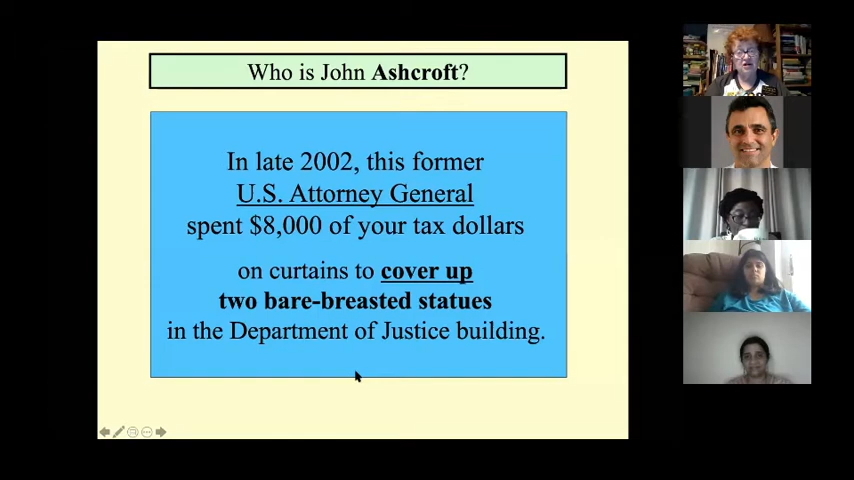 Who is John Ashcroft?
In late 2002, this former
U.S. Attorney General
spent $8,000 of your tax dollars
on curtains to cover up
two bare-breasted statues
in the Department of Justice building.